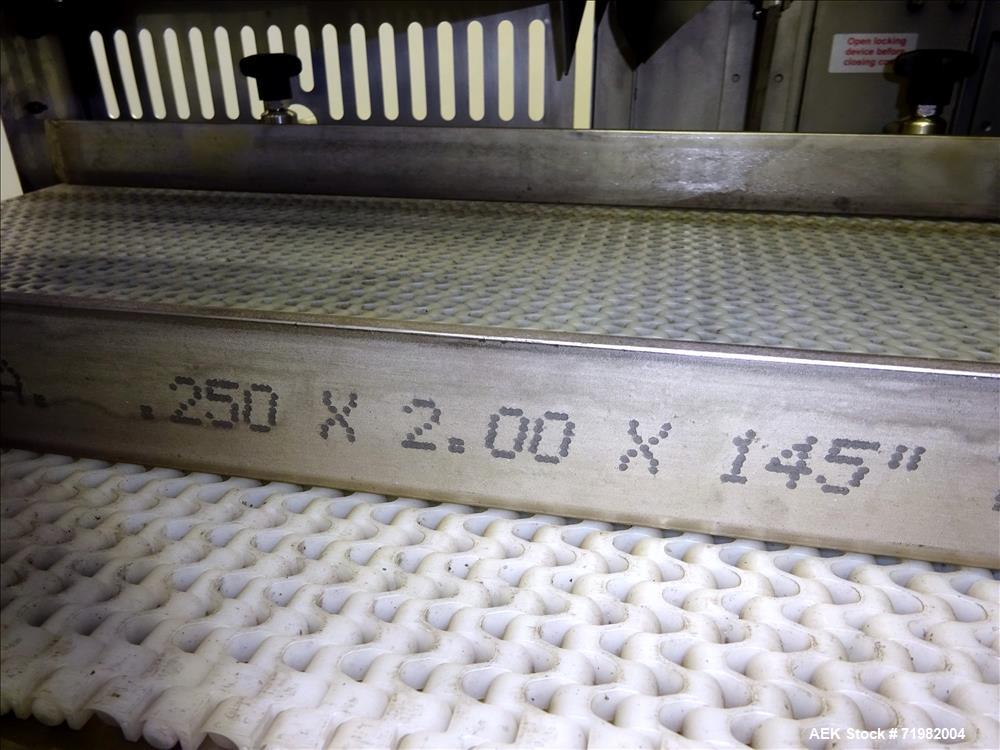 Open locking
device before
closing
A. .250 X 2.00 X 145"
AEK Stock # 71982004